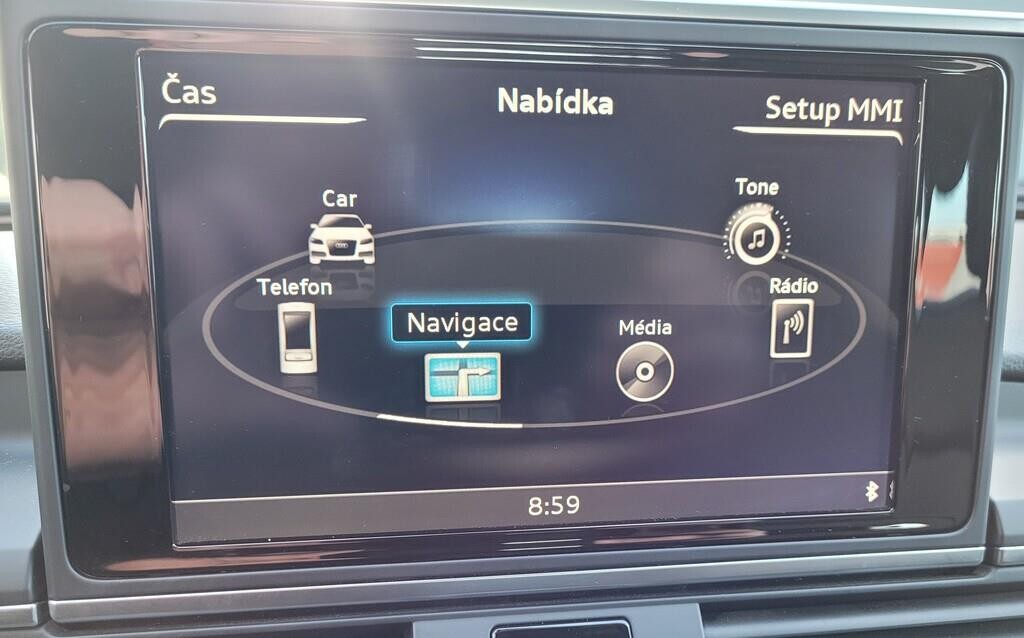 Čas
Nabídka
Setup MMI
Car
Tone
Telefon
Rádio
Navigace
Média
8:59